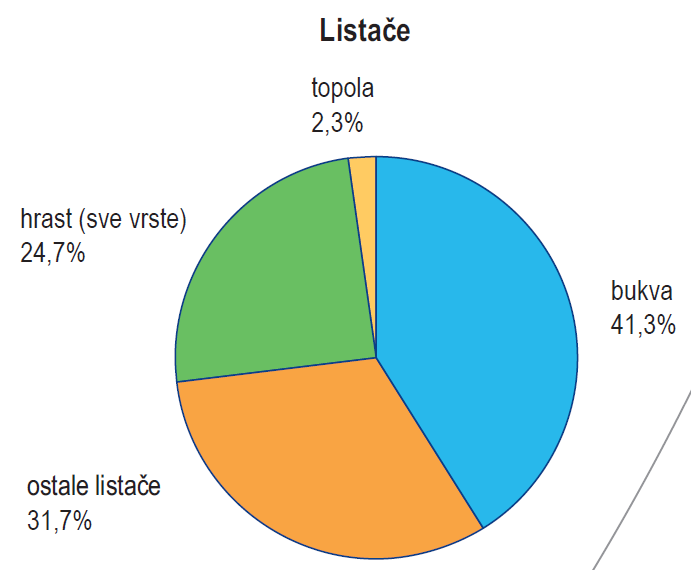 Listače
topola
2,3%
hrast (sve vrste)
24,7%
bukva
41,3%
ostale listače
31,7%